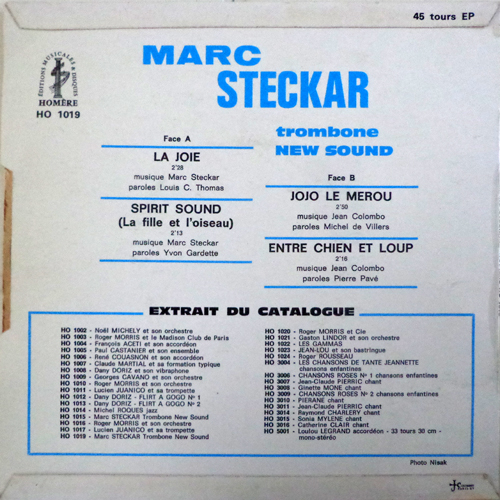 45 tours EP
ÉDITIONS MUSICALES & DISQUES
HOMÈRE
HO 1019
MARC
STECKAR
trombone
NEW SOUND
Face A
LA JOIE
2'28
musique Marc Steckar
paroles Louis C. Thomas
SPIRIT SOUND
(La fille et l'oiseau)
2'13
musique Marc Steckar
paroles Yvon Gardette
Face B
JOJO LE MEROU
2'50
musique Jean Colombo
paroles Michel de Villers
ENTRE CHIEN ET LOUP
2'16
musique Jean Colombo
paroles Pierre Pavé
EXTRAIT DU CATALOGUE
HO 1002 - Noël MICHELY et son orchestre
HO 1003 - Roger MORRIS et le Madison Club de Paris
HO 1004 - François ACETI et son accordéon
HO 1005 - Paul CASTANIER et son ensemble
HO 1006 - René COUASNON et son accordéon
HO 1007 - Claude MARTIAL et sa formation typique
HO 1008 - Dany DORIZ et son vibraphone
HO 1009 - Georges CAVANO et son orchestre
HO 1010 - Roger MORRIS et son orchestre
HO 1011 - Lucien JUANICO et sa trompette
HO 1012 - Dany DORIZ - FLIRT A GOGO Nº 1
HO 1013 - Dany DORIZ - FLIRT A GOGO Nº 2
HO 1014 - Michel ROQUES jazz
HO 1015 - Marc STECKAR Trombone New Sound
HO 1016 - Roger MORRIS et son orchestre
HO 1017 - Lucien JUANICO et sa trompette
HO 1019 - Marc STECKAR Trombone New Sound
HO 1020 - Roger MORRIS et Cie
HO 1021 - Gaston LINDOR et son orchestre
HO 1022 - LES GAMMAS
HO 1023 - JEAN-LOU et son bastringue
HO 1024 - Roger ROUSSEAU
HO 3004 - LES CHANSONS DE TANTE JEANNETTE
chansons enfantines
HO 3006 - CHANSONS ROSES Nº 1 chansons enfantines
HO 3007 - Jean-Claude PIERRIC chant
HO 3008 - Ginette MONE chant
HO 3009 - CHANSONS ROSES Nº 2 chansons enfantines
HO 3010 - PIERANE chant
HO 3011 - Jean-Claude PIERRIC chant
HO 3014 - Raymond CHARLERY chant
HO 3015 - Sonia MYLENE chant
HO 3016 - Catherine CLAIR chant
HO 5001 - Loulou LEGRAND accordéon - 33 tours 30 cm -
mono-stéréo
Photo Nisak